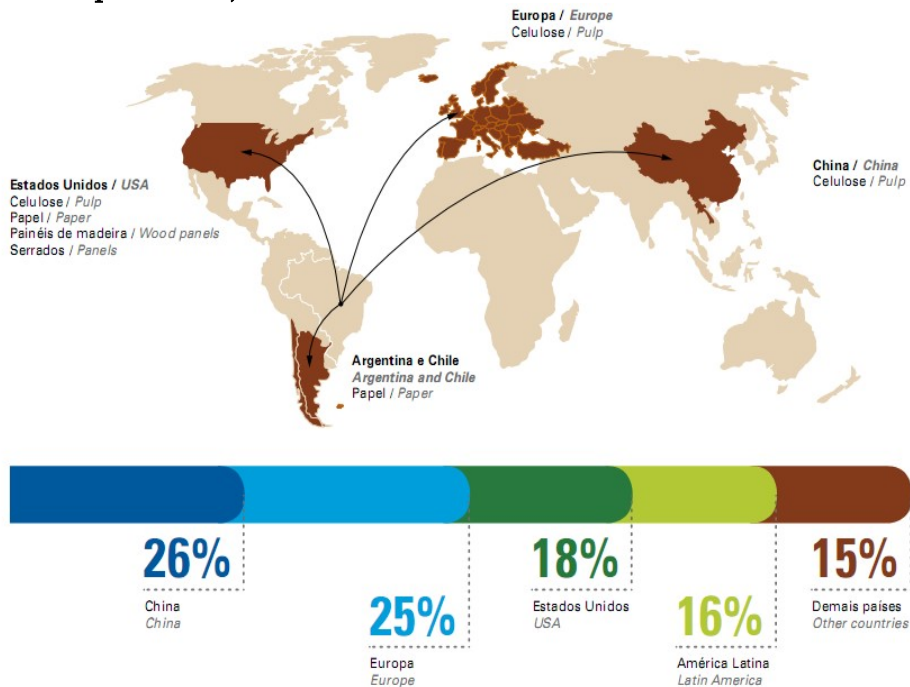 Europa / Europe
Celulose / Pulp
China / China
Celulose / Pulp
Estados Unidos / USA
Celulose / Pulp
Papel / Paper
Painéis de madeira / Wood panels
Serrados / Panels
Argentina e Chile
Argentina and Chile
Papel / Paper
26%
China
China
25%
Europa
Europe
18%
Estados Unidos
USA
16%
América Latina
Latin America
15%
Demais países
Other countries